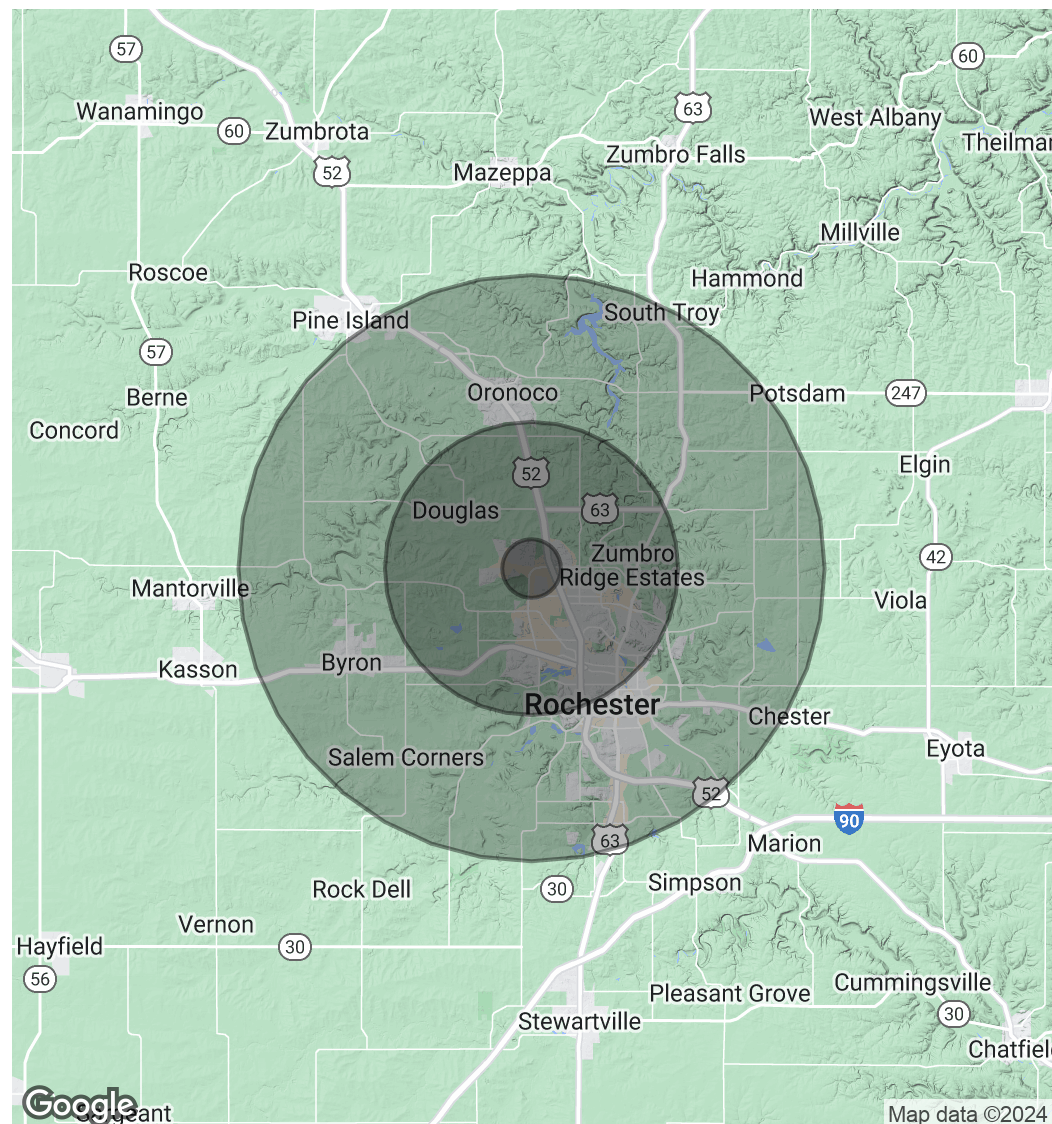 57
60
Wanamingo
63
West Albany
60
Zumbrota
Theilmar
52
Mazeppa
Zumbro Falls
Millville
Roscoe
Hammond
Pine Island
South Troy
57
Berne
Oronoco
Potsdam
247
Concord
52
Elgin
Douglas
63
Zumbro
Ridge Estates
42
Mantorville
Viola
Kasson
Byron
Rochester
Chester
Eyota
Salem Corners
52
90
63
Marion
Simpson
Rock Dell
30
Vernon
Hayfield
30
56
Cummingsville
Pleasant Grove
30
Stewartville
Chatfiel
Google
Sargeant
Map data ©2024